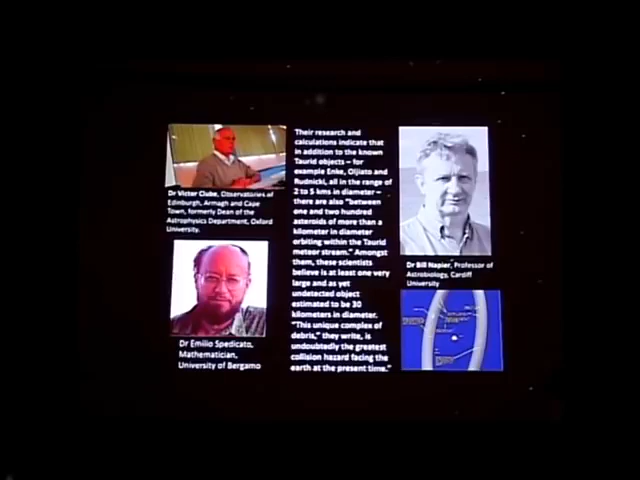 Dr Victor Clube, Observatories of
Edinburgh, Armagh and Cape
Town, formerly Dean of the
Astrophysics Department, Oxford
University.
Dr Emilio Spedicato,
Mathematician,
University of Bergamo
Their research and
calculations indicate that
in addition to the known
Taurid objects – for
example Enke, Oljiato and
Rudnicki, all in the range of
2 to 5 kms in diameter –
there are also "between
one and two hundred
asteroids of more than a
kilometer in diameter
orbiting within the Taurid
meteor stream." Amongst
them, these scientists
believe is at least one very
large and as yet
undetected object
estimated to be 30
kilometers in diameter.
"This unique complex of
debris," they write, is
undoubtedly the greatest
collision hazard facing the
earth at the present time."
Dr Bill Napier, Professor of
Astrobiology, Cardiff
University